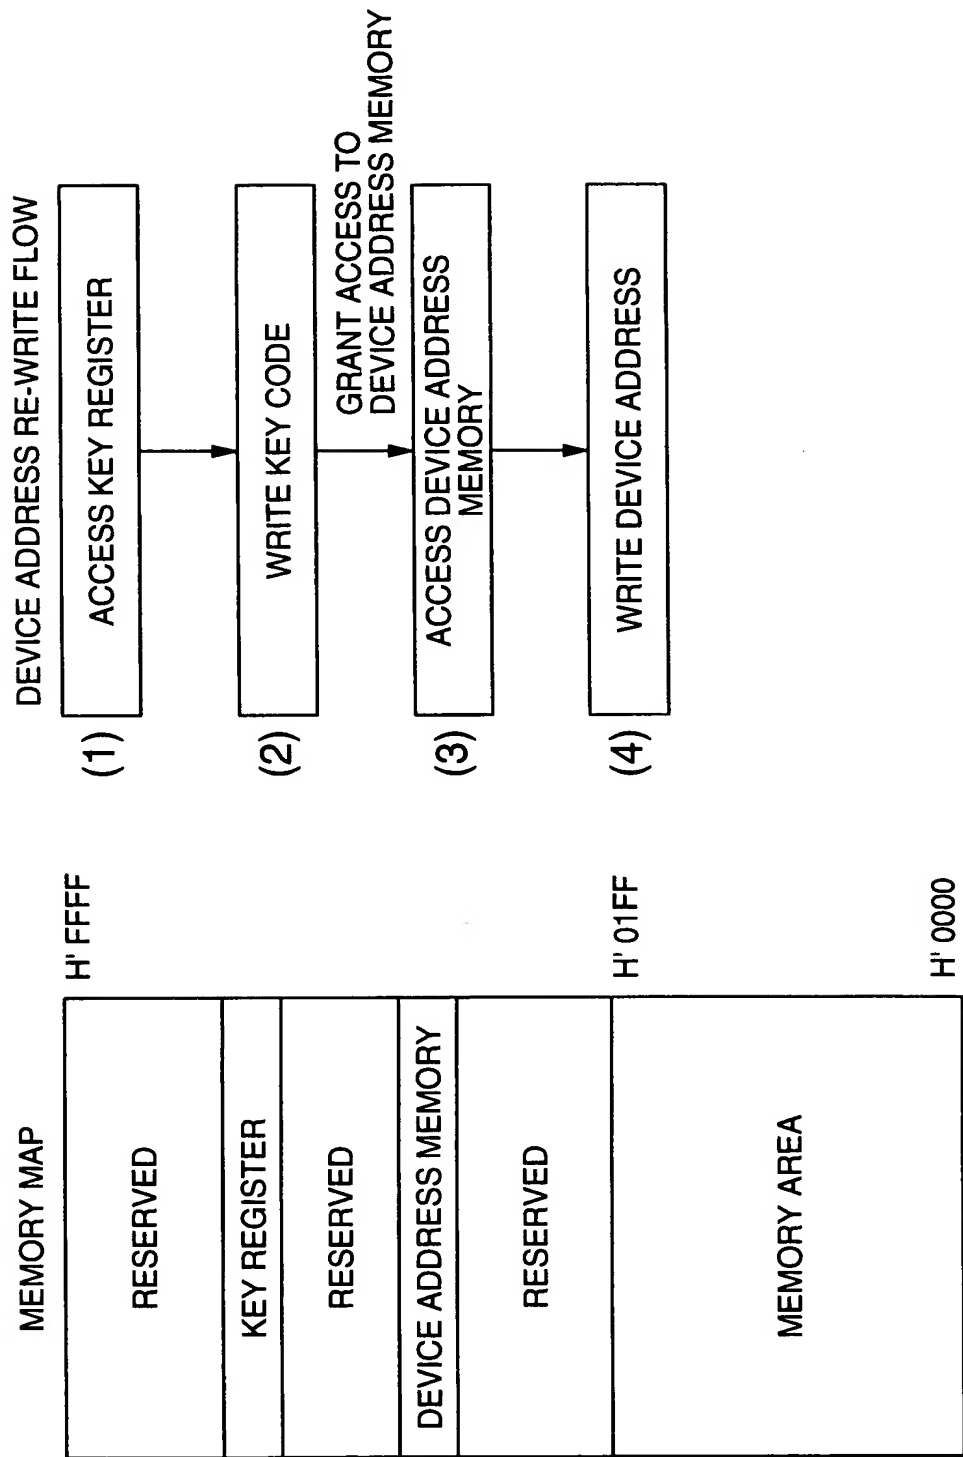 MEMORY MAP
H' FFFF
RESERVED
KEY REGISTER
RESERVED
DEVICE ADDRESS MEMORY
RESERVED
H' 01FF
MEMORY AREA
H' 0000
DEVICE ADDRESS RE-WRITE FLOW
(1)
ACCESS KEY REGISTER
(2)
WRITE KEY CODE
GRANT ACCESS TO
DEVICE ADDRESS MEMORY
(3)
ACCESS DEVICE ADDRESS
MEMORY
(4)
WRITE DEVICE ADDRESS